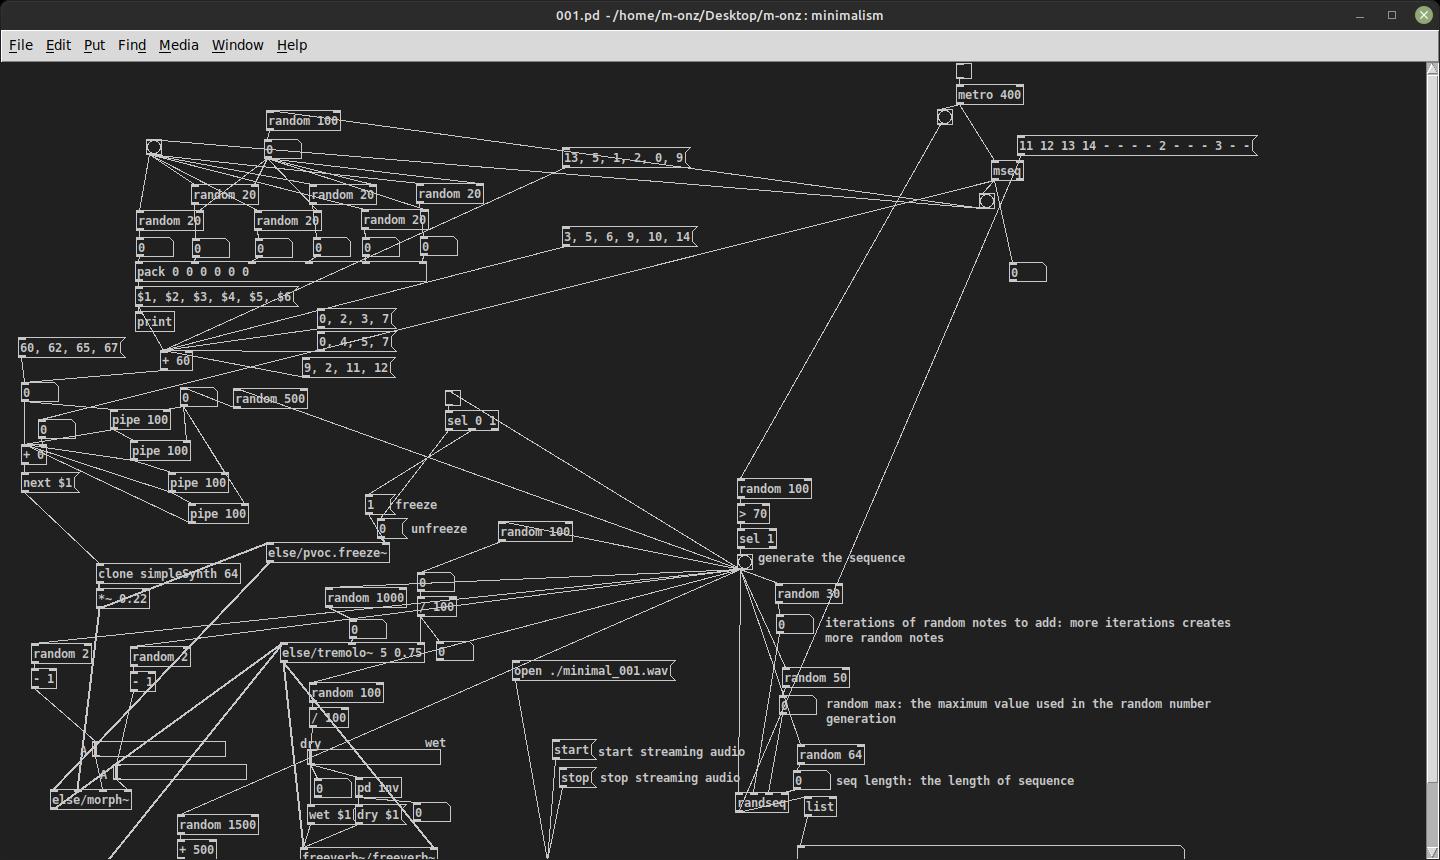 001.pd - /home/m-onz/Desktop/m-onz : minimalism
File Edit Put Find Media Window Help
metro 400
random 100
0
13, 5, 1, 2, 0, 9
11 12 13 14 - - - - 2 - - - 3 - -
mseq
random 20
random 20
random 20
random 20
random 20
random 20
0
0
0
0
0
0
3, 5, 6, 9, 10, 14
0
pack 0 0 0 0 0 0
$1, $2, $3, $4, $5, $6
print
0, 2, 3, 7
0, 4, 5, 7
60, 62, 65, 67
+ 60
9, 2, 11, 12
0
0
random 500
0
pipe 100
sel 0 1
+ 0
pipe 100
next $1
pipe 100
pipe 100
1
freeze
0
unfreeze
random 100
random 100
> 70
sel 1
generate the sequence
else/pvoc.freeze~
clone simpleSynth 64
*~ 0.22
0
random 1000
/ 100
random 30
0
0
iterations of random notes to add: more iterations creates
more random notes
random 2
random 2
else/tremolo~ 5 0.75
0
- 1
- 1
open ./minimal_001.wav
random 50
random 100
0
random max: the maximum value used in the random number
generation
/ 100
dry
wet
start
start streaming audio
random 64
A
A
stop
stop streaming audio
0
seq length: the length of sequence
0
pd inv
else/morph~
randseq
list
wet $1
dry $1
0
random 1500
+ 500
freeverb~/freeverb~